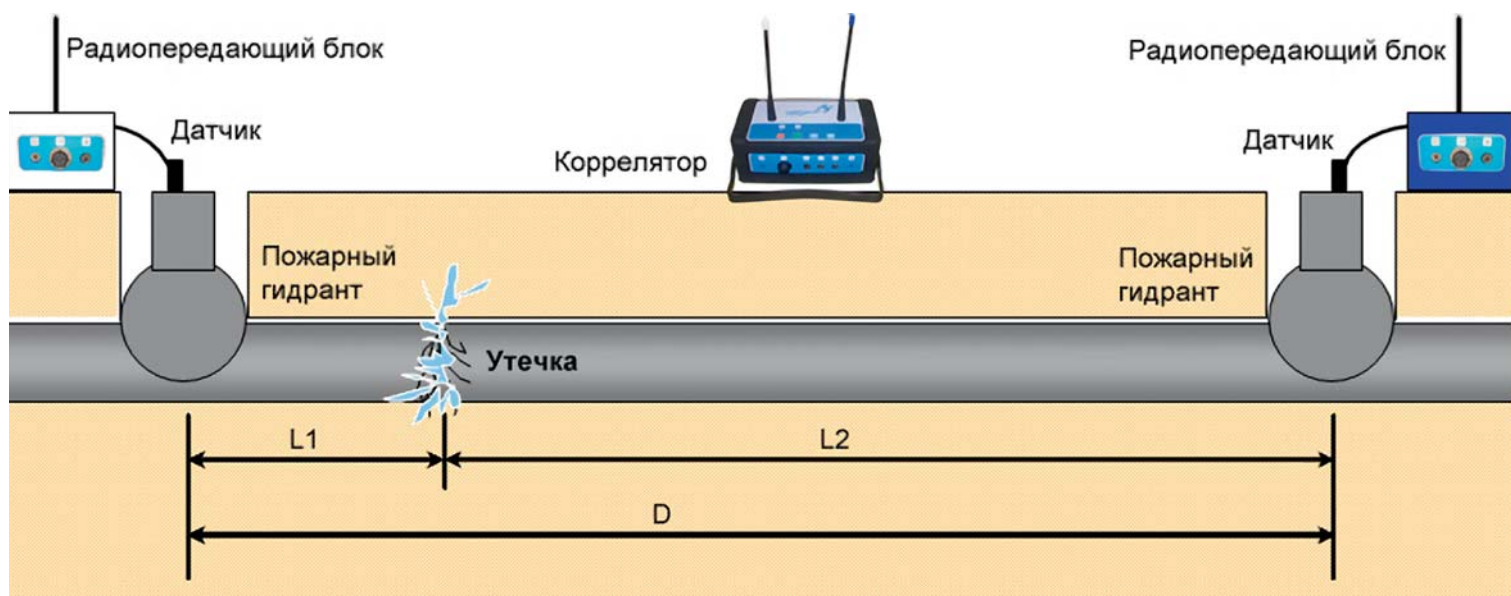 Радиопередающий блок
Радиопередающий блок
Датчик
Датчик
Коррелятор
Пожарный
гидрант
Пожарный
гидрант
Утечка
L1
L2
D